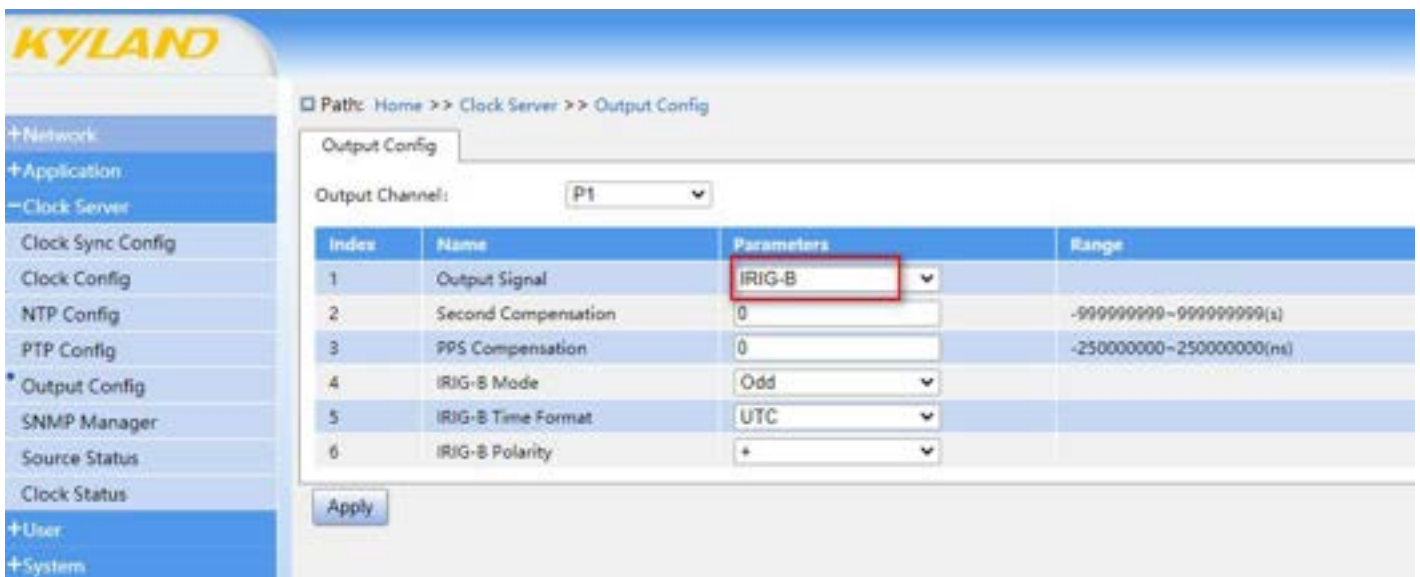 KYLAND
Path: Home >> Clock Server >> Output Config
+Network
+Application
−Clock Server
Clock Sync Config
Clock Config
NTP Config
PTP Config
Output Config
SNMP Manager
Source Status
Clock Status
+User
+System
Output Config
Output Channel: P1
Index Name Parameters Range
1 Output Signal IRIG-B
2 Second Compensation 0 -999999999~999999999(s)
3 PPS Compensation 0 -250000000~250000000(ns)
4 IRIG-B Mode Odd
5 IRIG-B Time Format UTC
6 IRIG-B Polarity +
Apply